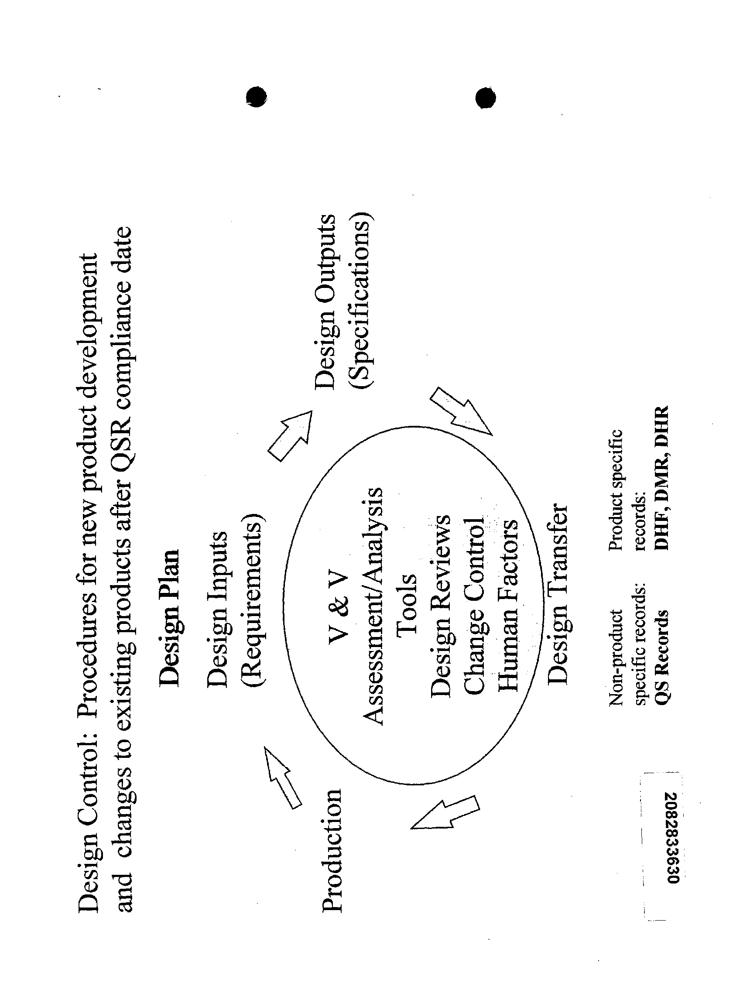 Design Control:  Procedures for new product development
and  changes to existing products after QSR compliance date
Design Plan
Design Inputs
(Requirements)
Design Outputs
(Specifications)
Production
V & V
Assessment/Analysis
Tools
Design Reviews
Change Control
Human Factors
Design Transfer
Non-product
specific records:
QS Records
Product specific
records:
DHF, DMR, DHR
2082833630